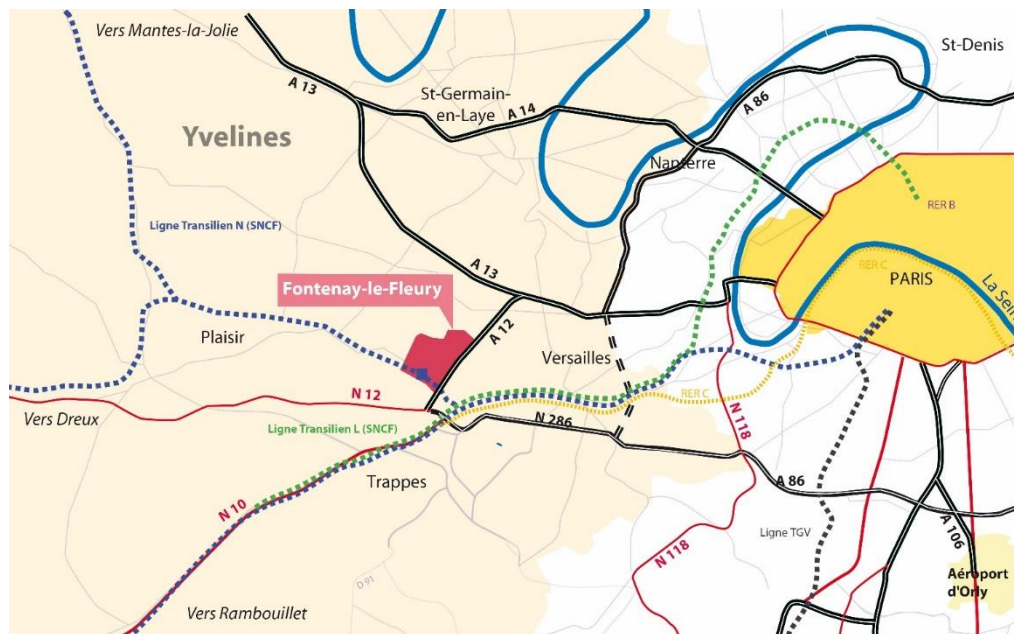 Vers Mantes-la-Jolie
St-Denis
A 13
St-Germain-
en-Laye
A 14
A 86
Yvelines
Nanterre
RER B
Ligne Transilien N (SNCF)
A 13
RER C
PARIS
La Sein
Fontenay-le-Fleury
A 12
Plaisir
Versailles
N 12
RER C
Vers Dreux
N 286
N 118
Ligne Transilien L (SNCF)
Trappes
A 86
N 10
Ligne TGV
A 106
N 118
D 91
Aéroport
d'Orly
Vers Rambouillet